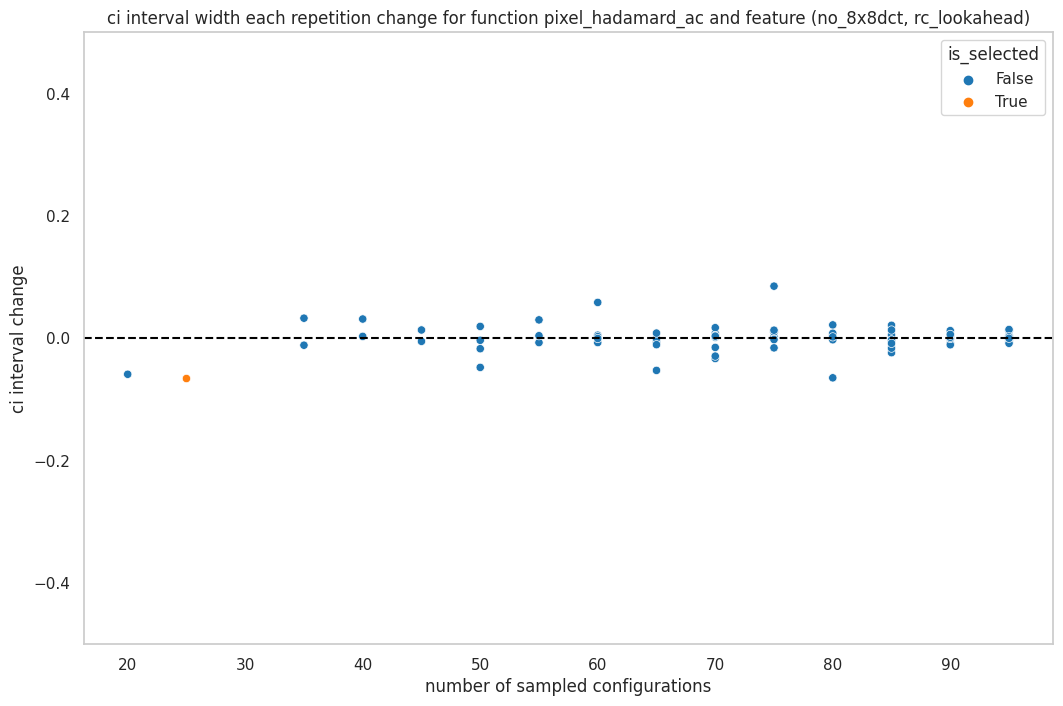 ci interval width each repetition change for function pixel_hadamard_ac and feature (no_8x8dct, rc_lookahead)
is_selected
False
True
ci interval change
0.4
0.2
0.0
−0.2
−0.4
20 30 40 50 60 70 80 90
number of sampled configurations